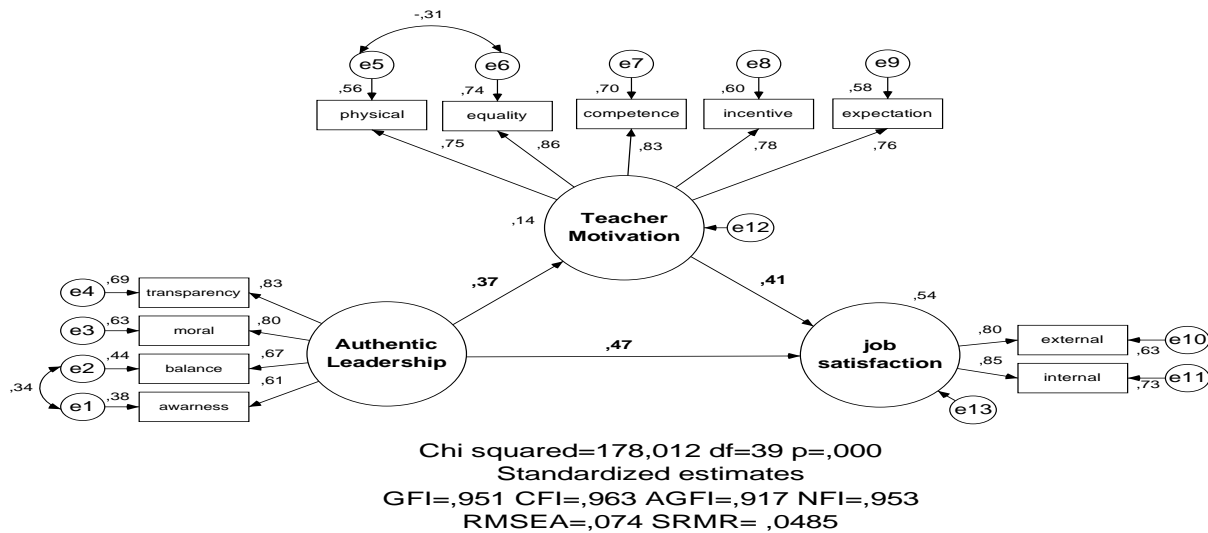 -,31
e5 e6 e7 e8 e9
,56 ,74 ,70 ,60 ,58
physical equality competence incentive expectation
,75 ,86 ,83 ,78 ,76
,14 Teacher e12
Motivation
e4 ,69 transparency ,83
,37 ,41 ,54
e3 ,63 moral ,80
,80 external e10
,63
e2 ,44 balance ,67
Authentic ,47 job
Leadership satisfaction
,85 internal e11
,73
,34
e1 ,38 awarness ,61
e13
Chi squared=178,012 df=39 p=,000
Standardized estimates
GFI=,951 CFI=,963 AGFI=,917 NFI=,953
RMSEA=,074 SRMR= ,0485